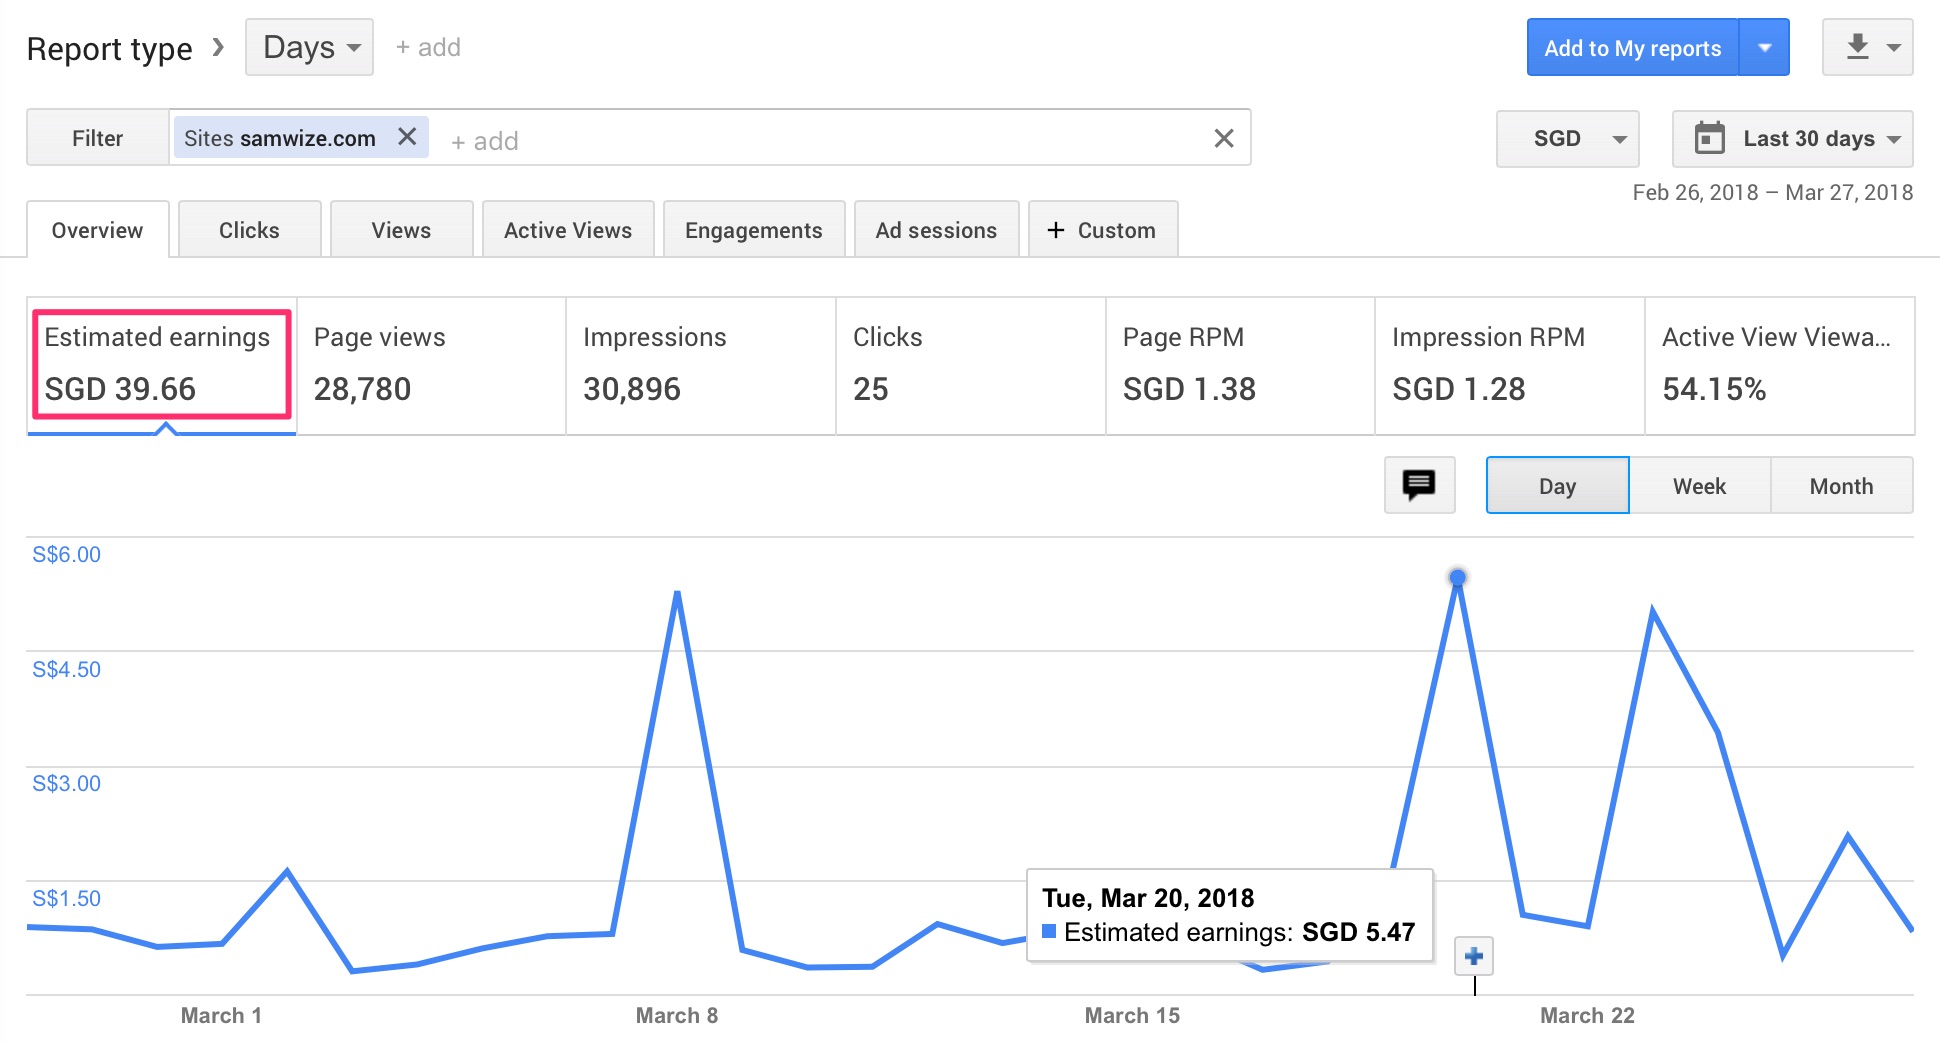 Report type › Days + add Add to My reports
Filter Sites samwize.com + add SGD Last 30 days
Feb 26, 2018 – Mar 27, 2018
Overview Clicks Views Active Views Engagements Ad sessions + Custom
Estimated earnings Page views Impressions Clicks Page RPM Impression RPM Active View Viewa...
SGD 39.66 28,780 30,896 25 SGD 1.38 SGD 1.28 54.15%
Day Week Month
S$6.00
S$4.50
S$3.00
S$1.50
Tue, Mar 20, 2018
Estimated earnings: SGD 5.47
March 1 March 8 March 15 March 22